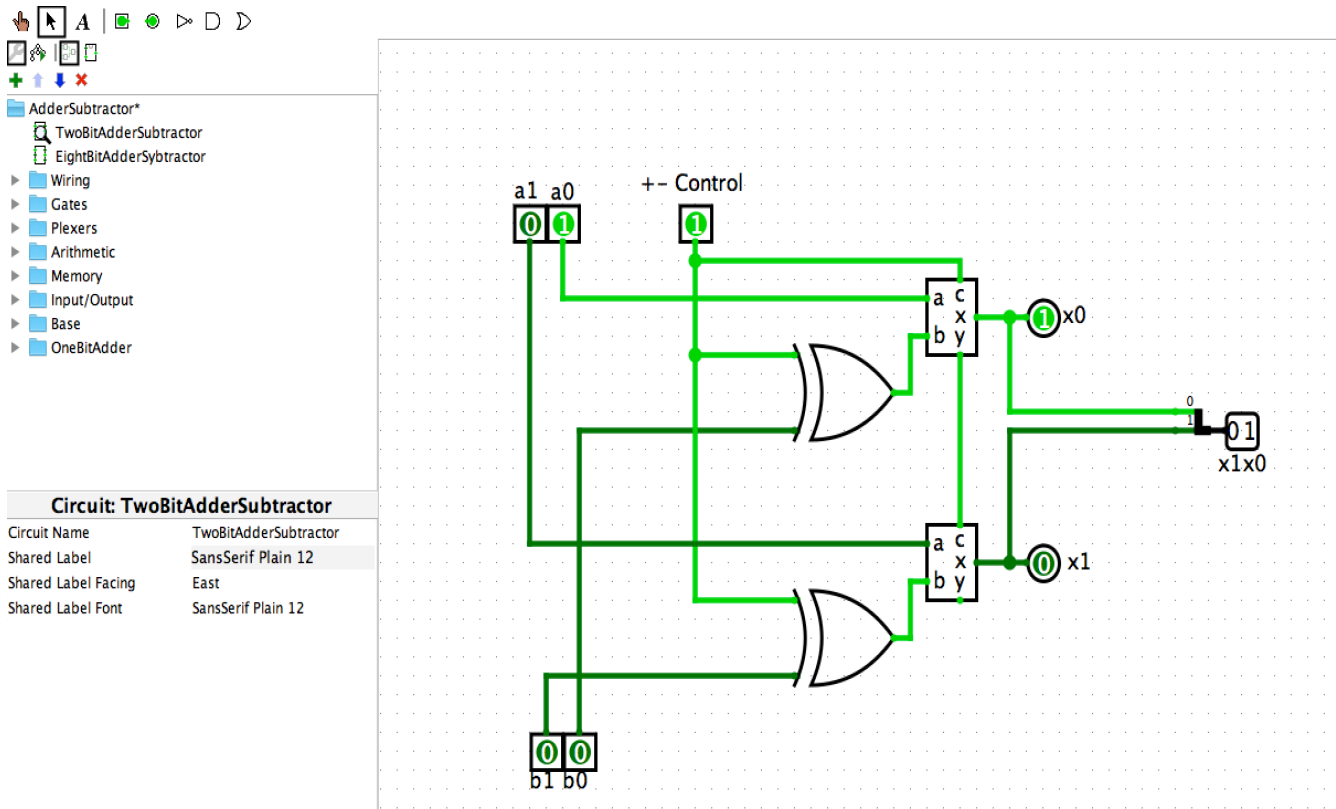 A
AdderSubtractor*
TwoBitAdderSubtractor
EightBitAdderSybtractor
Wiring
Gates
Plexers
Arithmetic
Memory
Input/Output
Base
OneBitAdder
Circuit: TwoBitAdderSubtractor
Circuit Name TwoBitAdderSubtractor
Shared Label SansSerif Plain 12
Shared Label Facing East
Shared Label Font SansSerif Plain 12
a1 a0 +- Control
0 1 1
a c
x
b y
1 x0
0
1
0 1
x1x0
a c
x
b y
0 x1
0 0
b1 b0